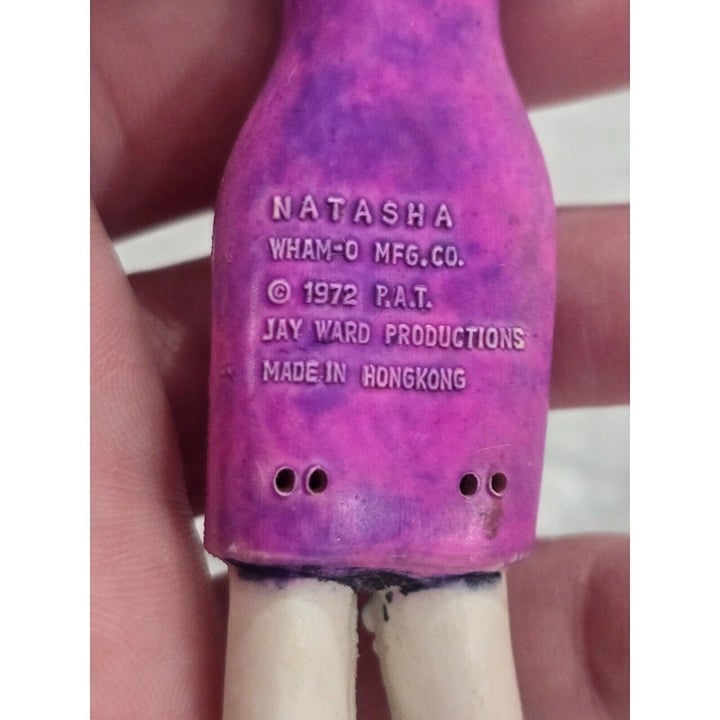 NATASHA
WHAM-O MFG.CO.
© 1972 P.A.T.
JAY WARD PRODUCTIONS
MADE IN HONGKONG